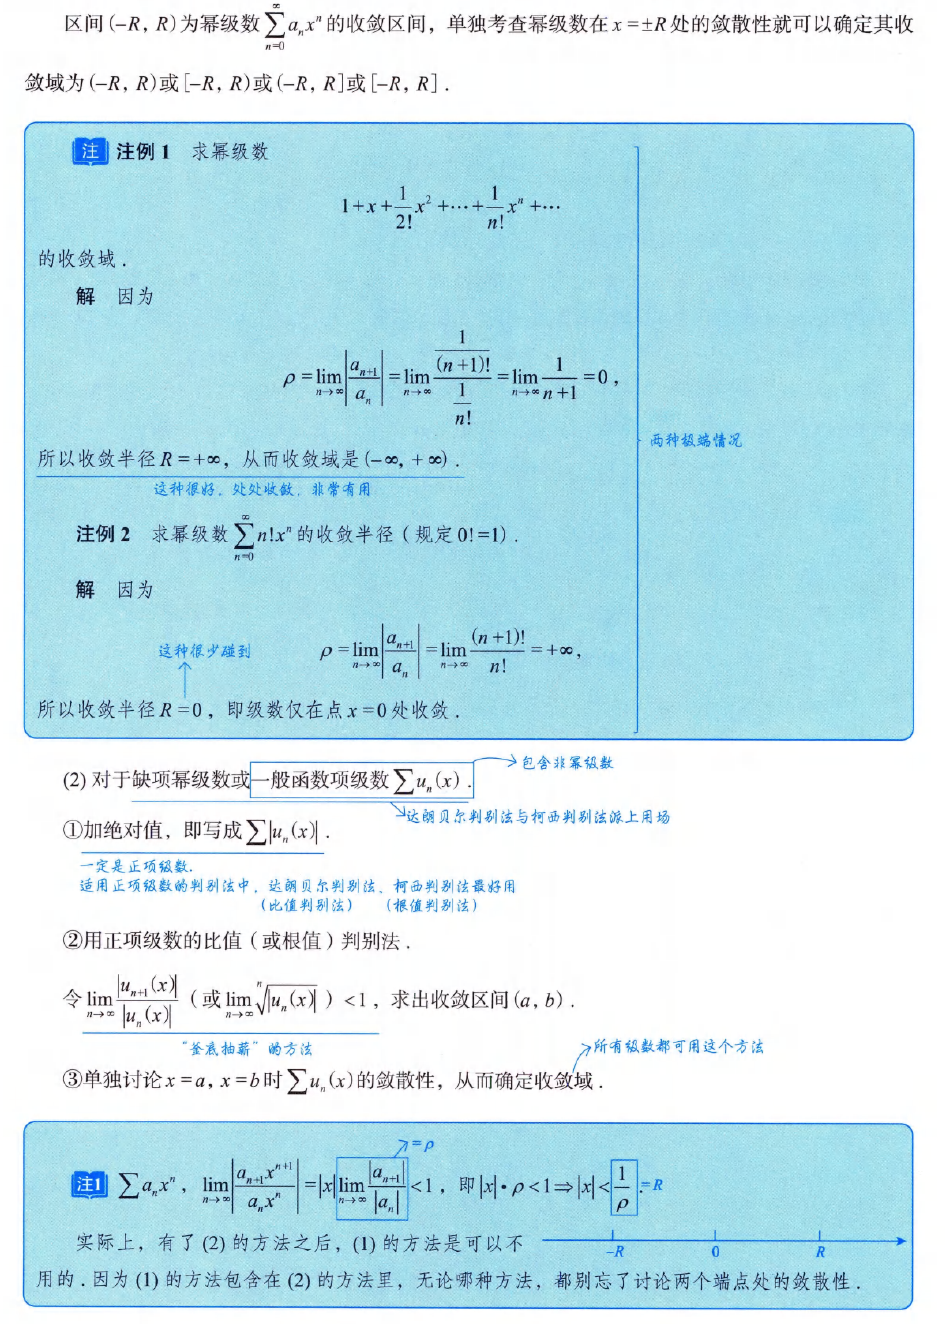 区间(−R, R)为幂级数 $\sum_{n=0}^{\infty} a_n x^n$ 的收敛区间，单独考查幂级数在 x=±R 处的敛散性就可以确定其收
敛域为(−R, R)或[−R, R)或(−R, R]或[−R, R].
注 注例1 求幂级数
$1+x+\frac{1}{2!}x^2+\cdots+\frac{1}{n!}x^n+\cdots$
的收敛域.
解 因为
$\rho=\lim_{n\to\infty}\left|\frac{a_{n+1}}{a_n}\right|=\lim_{n\to\infty}\frac{\frac{1}{(n+1)!}}{\frac{1}{n!}}=\lim_{n\to\infty}\frac{1}{n+1}=0$，
两种极端情况
所以收敛半径R=+∞，从而收敛域是(−∞, +∞).
这种很好，处处收敛，非常有用
注例2 求幂级数 $\sum_{n=0}^{\infty} n!x^n$ 的收敛半径（规定0!=1）.
解 因为
这种很少碰到
$\rho=\lim_{n\to\infty}\left|\frac{a_{n+1}}{a_n}\right|=\lim_{n\to\infty}\frac{(n+1)!}{n!}=+\infty$，
所以收敛半径R=0，即级数仅在点x=0处收敛.
包含非幂级数
(2) 对于缺项幂级数或一般函数项级数 $\sum u_n(x)$.
达朗贝尔判别法与柯西判别法派上用场
①加绝对值，即写成 $\sum |u_n(x)|$.
一定是正项级数.
适用正项级数的判别法中，达朗贝尔判别法、柯西判别法最好用
（比值判别法） （根值判别法）
②用正项级数的比值（或根值）判别法.
令 $\lim_{n\to\infty}\frac{|u_{n+1}(x)|}{|u_n(x)|}$（或 $\lim_{n\to\infty}\sqrt[n]{|u_n(x)|}$）<1，求出收敛区间(a, b).
“釜底抽薪”的方法
所有级数都可用这个方法
③单独讨论x=a, x=b时 $\sum u_n(x)$ 的敛散性，从而确定收敛域.
=ρ
注1 $\sum a_n x^n$，$\lim_{n\to\infty}\left|\frac{a_{n+1}x^{n+1}}{a_n x^n}\right|=|x|\lim_{n\to\infty}\frac{|a_{n+1}|}{|a_n|}<1$，即 $|x|\cdot\rho<1\Rightarrow|x|<\frac{1}{\rho}$. =R
实际上，有了(2)的方法之后，(1)的方法是可以不
−R 0 R
用的.因为(1)的方法包含在(2)的方法里，无论哪种方法，都别忘了讨论两个端点处的敛散性.